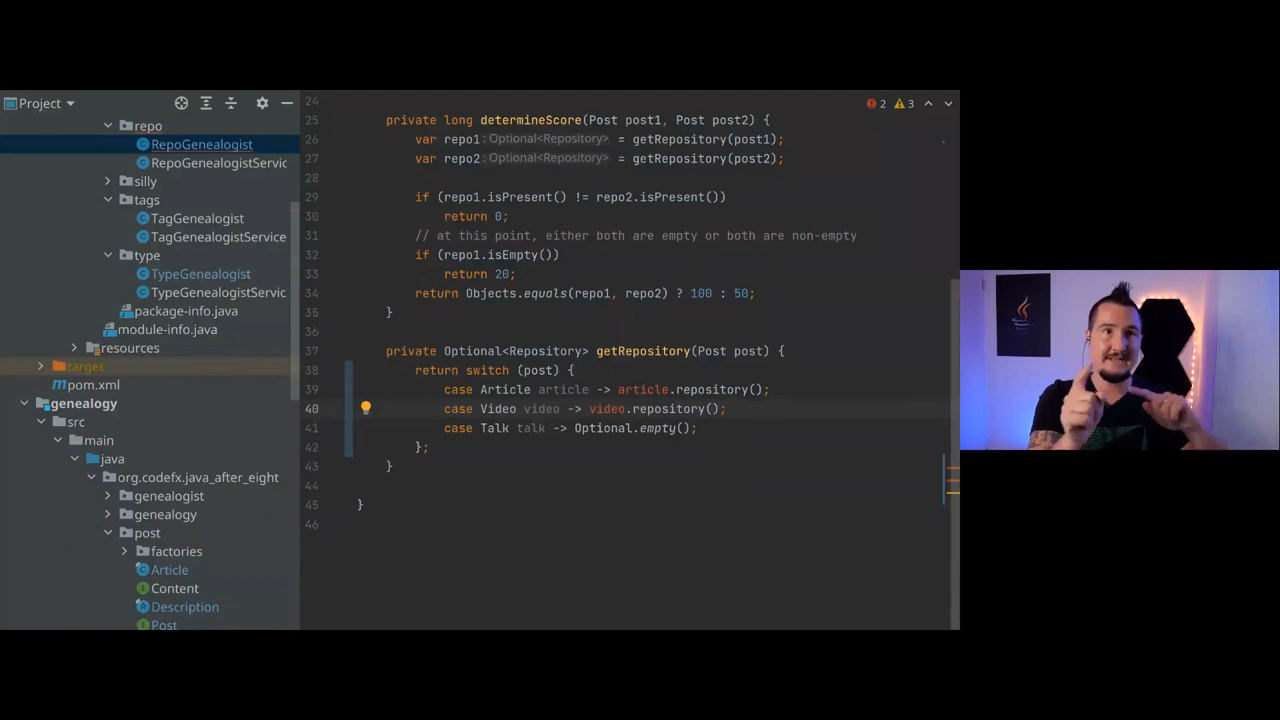 Project
repo
RepoGenealogist
RepoGenealogistServic
silly
tags
TagGenealogist
TagGenealogistService
type
TypeGenealogist
TypeGenealogistServic
package-info.java
module-info.java
resources
target
pom.xml
genealogy
src
main
java
org.codefx.java_after_eight
genealogist
genealogy
post
factories
Article
Content
Description
Post
2 3
24
25 private long determineScore(Post post1, Post post2) {
26 var repo1 : Optional<Repository> = getRepository(post1);
27 var repo2 : Optional<Repository> = getRepository(post2);
28
29 if (repo1.isPresent() != repo2.isPresent())
30 return 0;
31 // at this point, either both are empty or both are non-empty
32 if (repo1.isEmpty())
33 return 20;
34 return Objects.equals(repo1, repo2) ? 100 : 50;
35 }
36
37 private Optional<Repository> getRepository(Post post) {
38 return switch (post) {
39 case Article article -> article.repository();
40 case Video video -> video.repository();
41 case Talk talk -> Optional.empty();
42 };
43 }
44
45 }
46